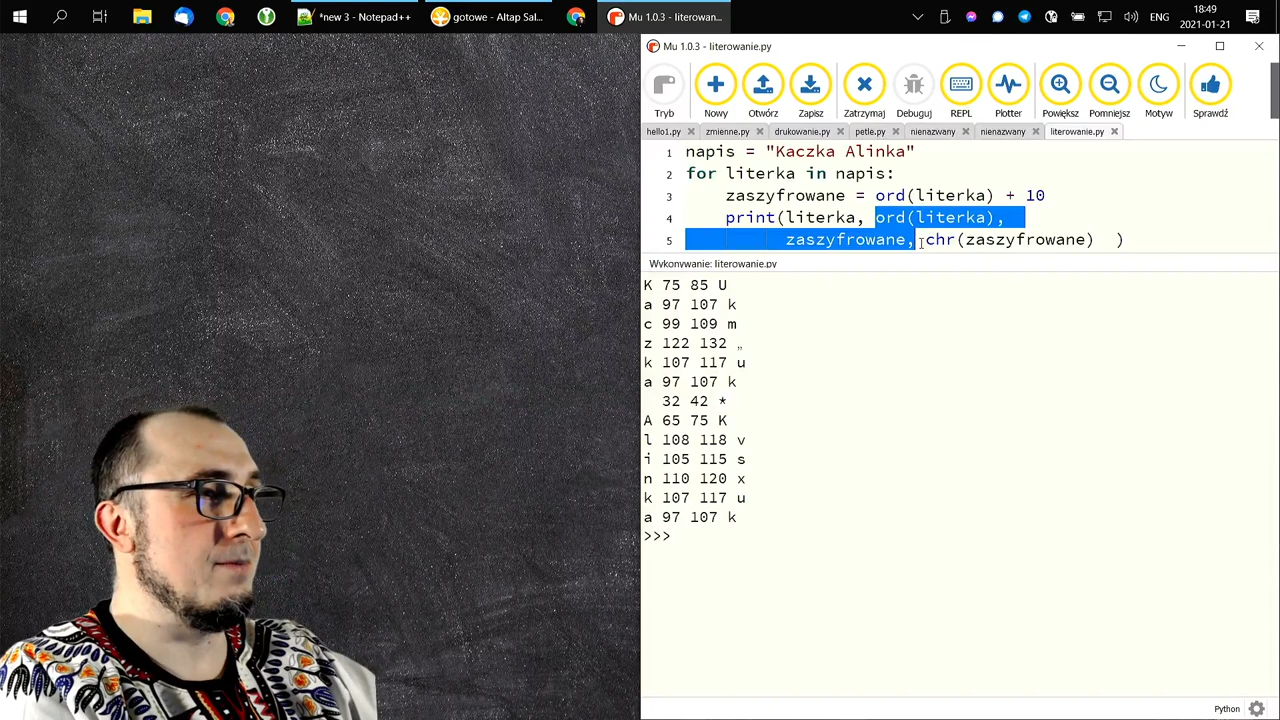 *new 3 - Notepad++
gotowe - Altap Sal...
Mu 1.0.3 - literowan...
ENG
18:49
2021-01-21
Mu 1.0.3 - literowanie.py
Tryb
Nowy
Otwórz
Zapisz
Zatrzymaj
Debuguj
REPL
Plotter
Powiększ
Pomniejsz
Motyw
Sprawdź
hello1.py
zmienne.py
drukowanie.py
petle.py
nienazwany
nienazwany
literowanie.py
1 napis = "Kaczka Alinka"
2 for literka in napis:
3 zaszyfrowane = ord(literka) + 10
4 print(literka, ord(literka),
5 zaszyfrowane, chr(zaszyfrowane) )
Wykonywanie: literowanie.py
K 75 85 U
a 97 107 k
c 99 109 m
z 122 132 „
k 107 117 u
a 97 107 k
32 42 *
A 65 75 K
l 108 118 v
i 105 115 s
n 110 120 x
k 107 117 u
a 97 107 k
>>>
Python